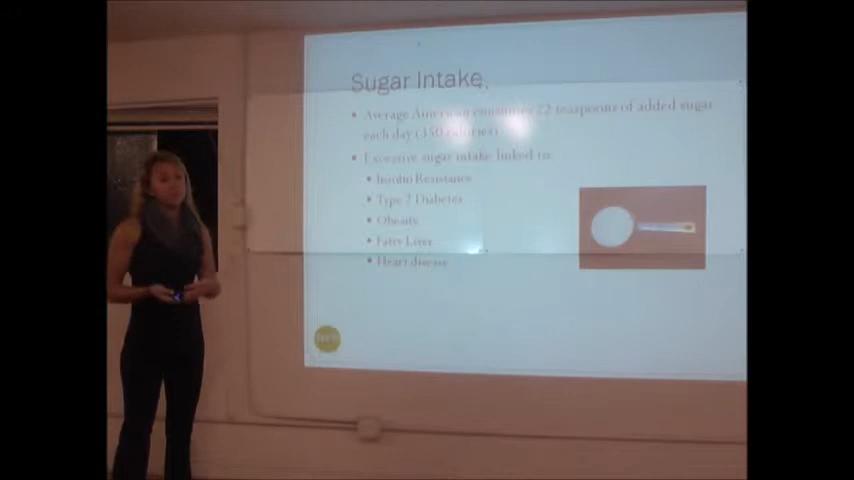 Sugar Intake
• Average American consumes 22 teaspoons of added sugar
each day (350 calories)
• Excessive sugar intake linked to:
• Insulin Resistance
• Type 2 Diabetes
• Obesity
• Fatty Liver
• Heart disease